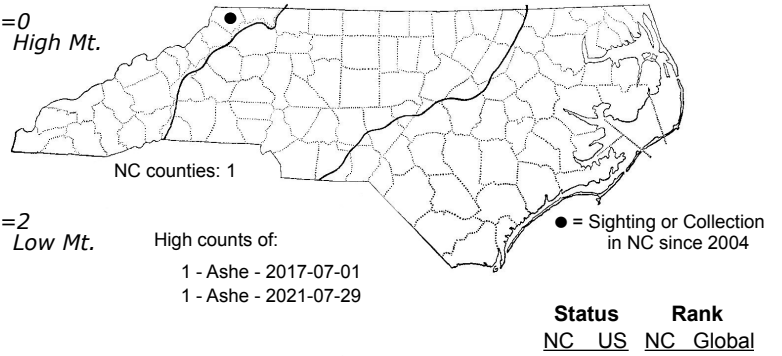 =0
High Mt.
NC counties: 1
=2
Low Mt.
High counts of:
1 - Ashe - 2017-07-01
1 - Ashe - 2021-07-29
● = Sighting or Collection
in NC since 2004
Status Rank
NC US NC Global